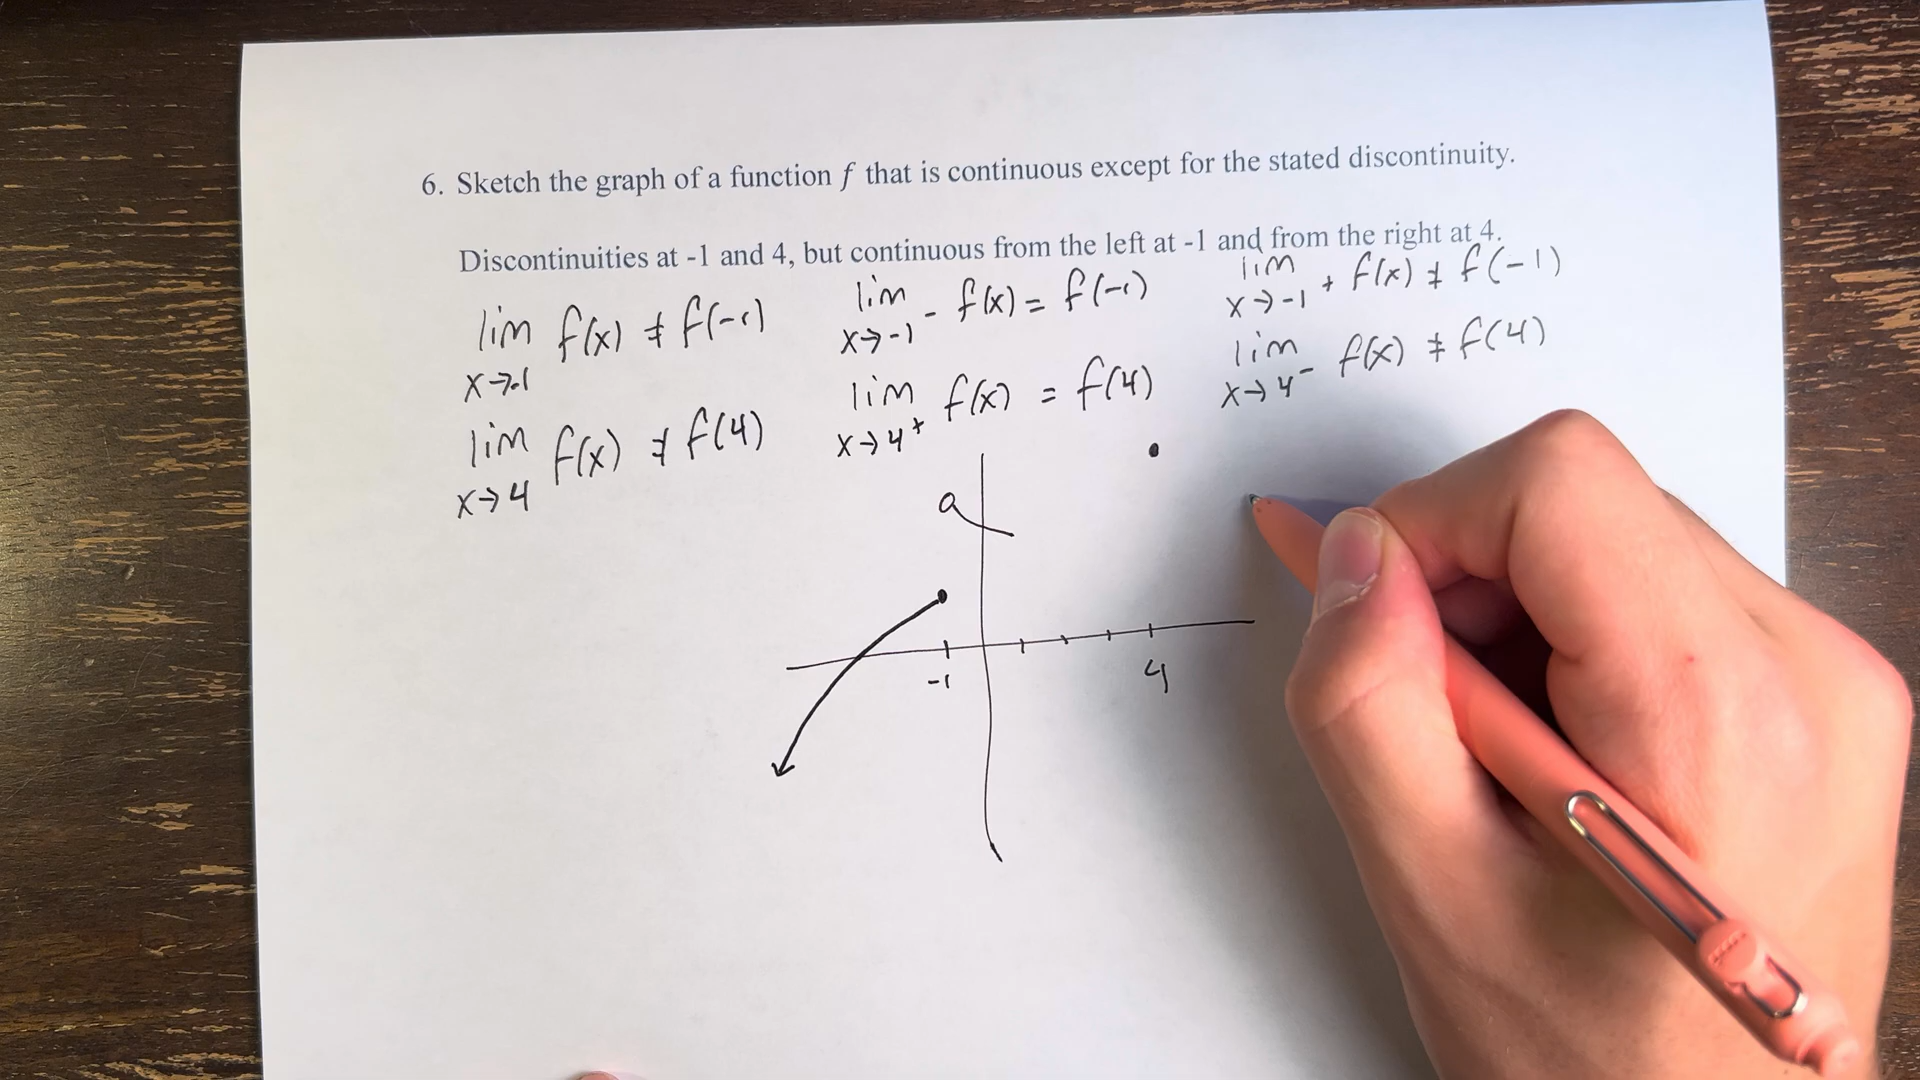 6. Sketch the graph of a function f that is continuous except for the stated discontinuity.
Discontinuities at -1 and 4, but continuous from the left at -1 and from the right at 4.
lim x→-1 f(x) ≠ f(-1)
lim x→4 f(x) ≠ f(4)
lim x→-1⁻ f(x) = f(-1)
lim x→4⁺ f(x) = f(4)
lim x→-1⁺ f(x) ≠ f(-1)
lim x→4⁻ f(x) ≠ f(4)
-1
4